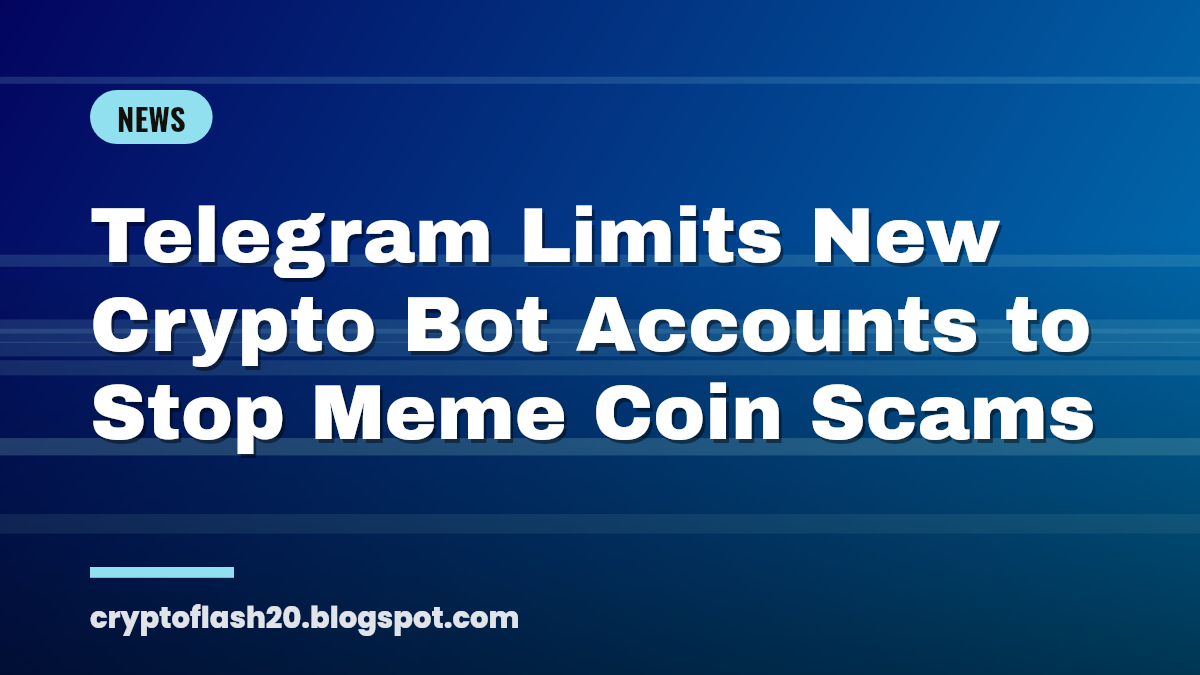 NEWS
Telegram Limits New
Crypto Bot Accounts to
Stop Meme Coin Scams
cryptoflash20.blogspot.com